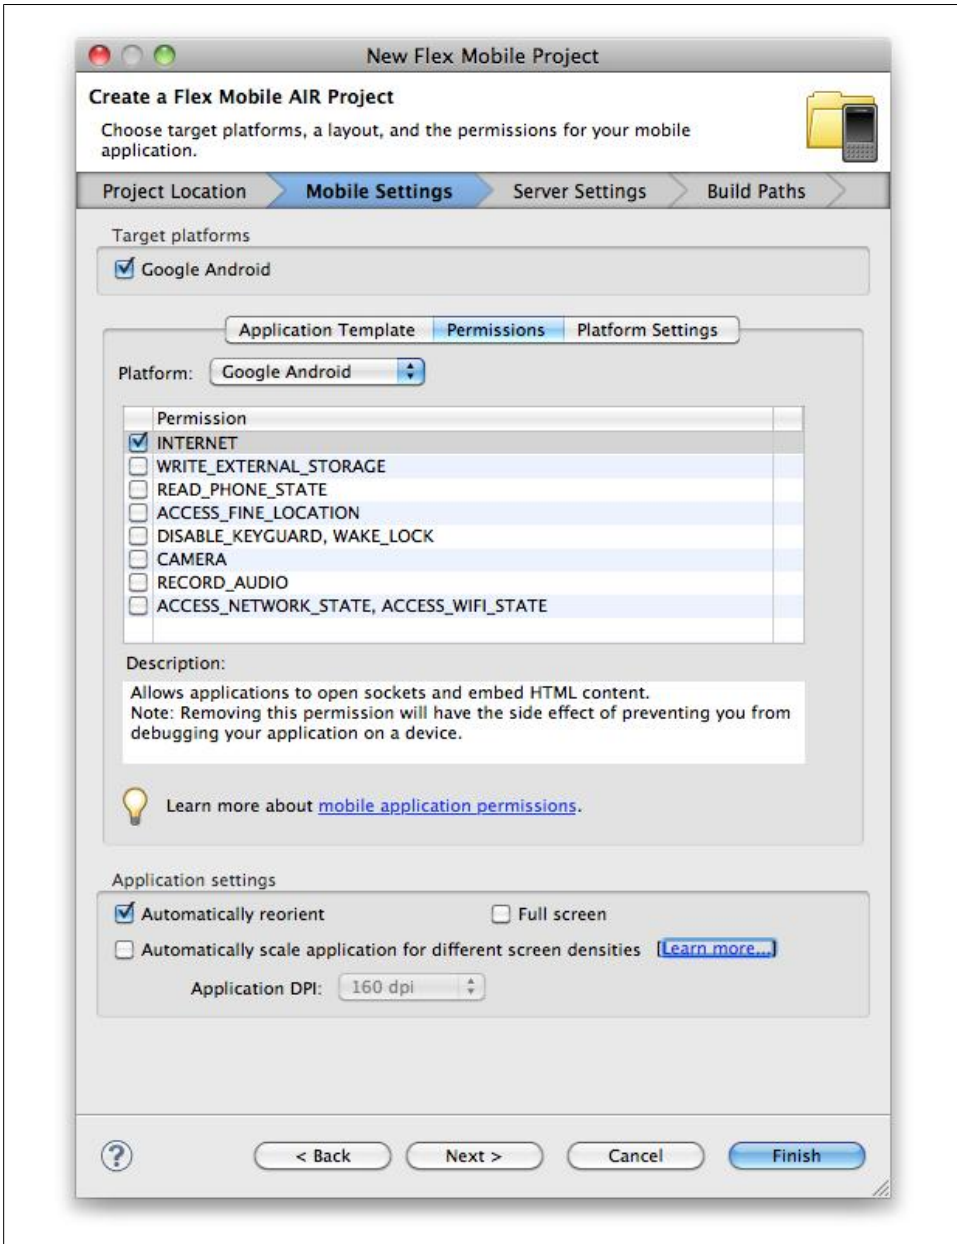 New Flex Mobile Project
Create a Flex Mobile AIR Project
Choose target platforms, a layout, and the permissions for your mobile
application.
Project Location Mobile Settings Server Settings Build Paths
Target platforms
Google Android
Application Template Permissions Platform Settings
Platform: Google Android
Permission
INTERNET
WRITE_EXTERNAL_STORAGE
READ_PHONE_STATE
ACCESS_FINE_LOCATION
DISABLE_KEYGUARD, WAKE_LOCK
CAMERA
RECORD_AUDIO
ACCESS_NETWORK_STATE, ACCESS_WIFI_STATE
Description:
Allows applications to open sockets and embed HTML content.
Note: Removing this permission will have the side effect of preventing you from
debugging your application on a device.
Learn more about mobile application permissions.
Application settings
Automatically reorient Full screen
Automatically scale application for different screen densities [Learn more...]
Application DPI: 160 dpi
? < Back Next > Cancel Finish